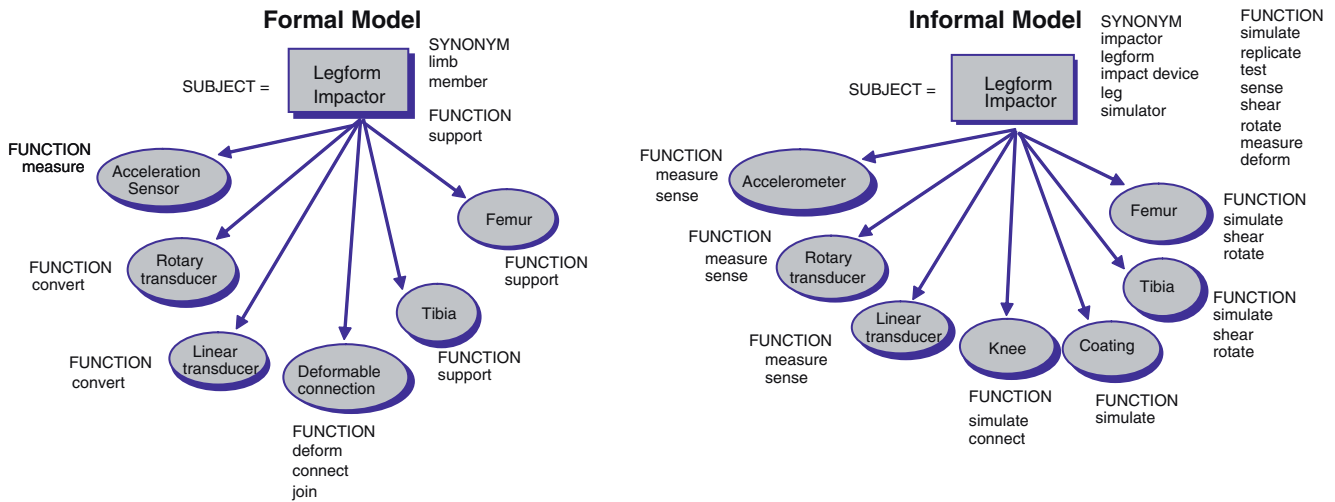 Formal Model
SUBJECT =
Legform
Impactor
SYNONYM
limb
member
FUNCTION
support
FUNCTION
measure
Acceleration
Sensor
Femur
FUNCTION
support
FUNCTION
convert
Rotary
transducer
Tibia
FUNCTION
support
FUNCTION
convert
Linear
transducer
Deformable
connection
FUNCTION
deform
connect
join
Informal Model
SUBJECT =
Legform
Impactor
SYNONYM
impactor
legform
impact device
leg
simulator
FUNCTION
simulate
replicate
test
sense
shear
rotate
measure
deform
FUNCTION
measure
sense
Accelerometer
Femur
FUNCTION
simulate
shear
rotate
FUNCTION
measure
sense
Rotary
transducer
Tibia
FUNCTION
simulate
shear
rotate
FUNCTION
measure
sense
Linear
transducer
Knee
FUNCTION
simulate
connect
Coating
FUNCTION
simulate